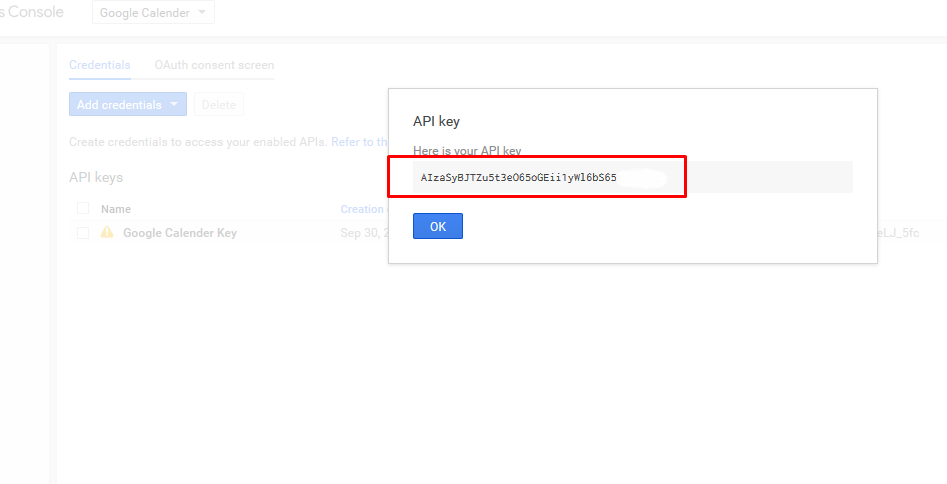 s Console
Google Calender
Credentials
OAuth consent screen
Add credentials
Delete
Create credentials to access your enabled APIs. Refer to th
API keys
Name
Creation
Google Calender Key
Sep 30, 2
eLJ_5fc
API key
Here is your API key
AIzaSyBJTZu5t3eO65oGEii1yWl6bS65
OK